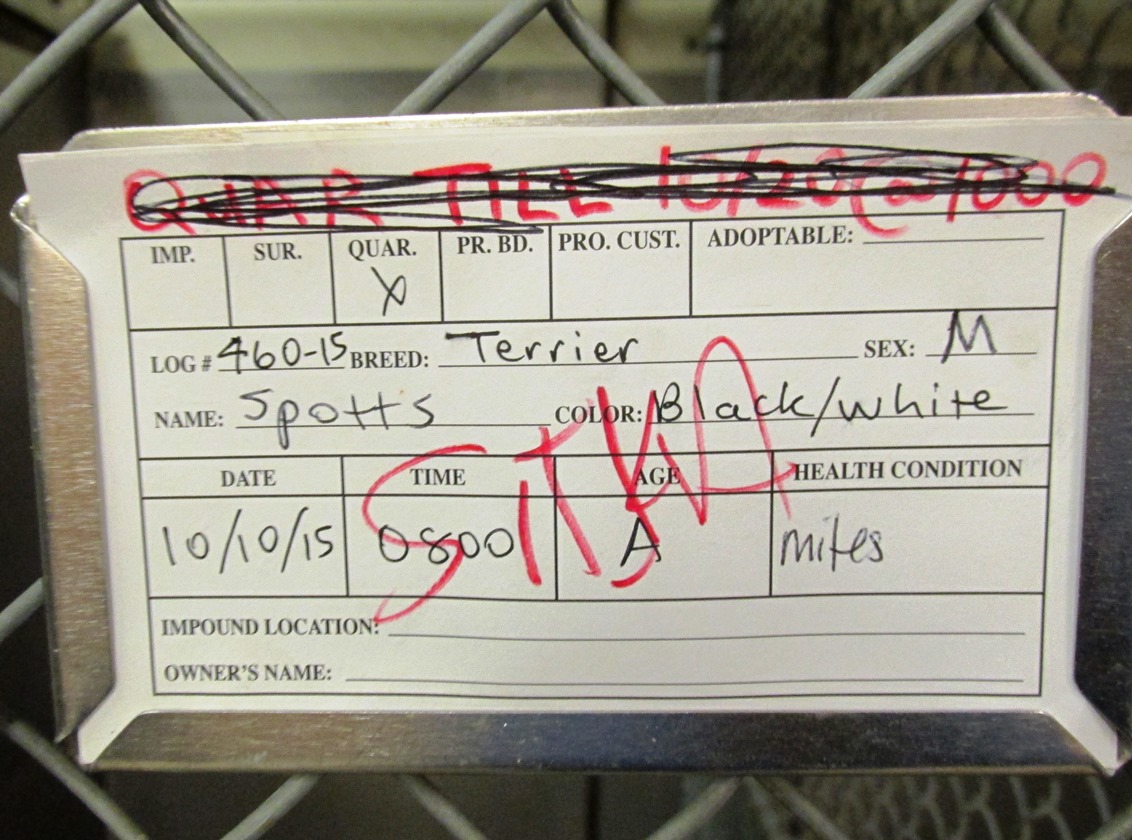 QUAR TILL 10/20 @ 1000
IMP. SUR. QUAR. PR. BD. PRO. CUST. ADOPTABLE:
X
LOG # 460-15 BREED: Terrier SEX: M
NAME: Spotts COLOR: Black/white
DATE TIME AGE HEALTH CONDITION
10/10/15 0800 A mites
IMPOUND LOCATION:
OWNER'S NAME: